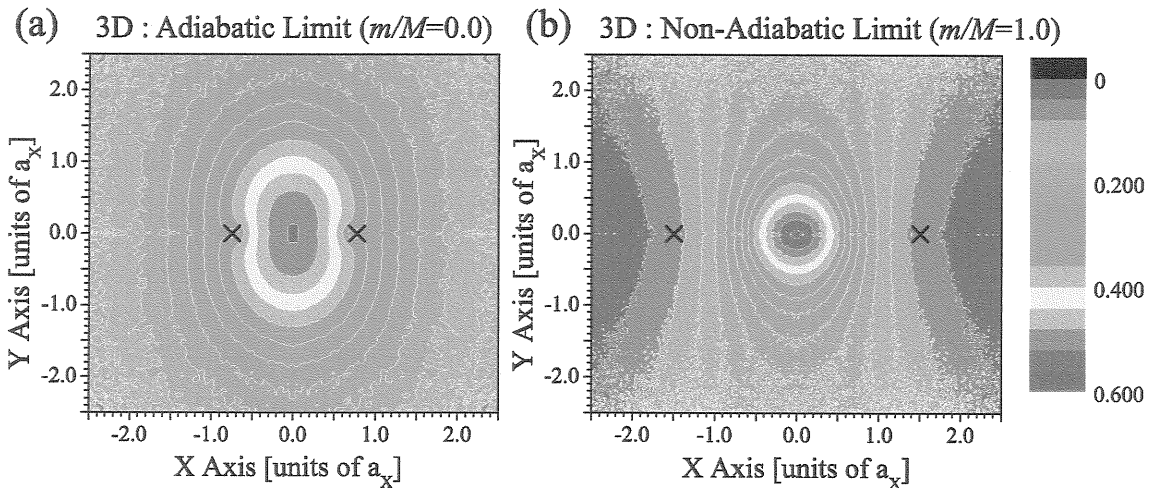 (a) 3D : Adiabatic Limit (m/M=0.0)
(b) 3D : Non-Adiabatic Limit (m/M=1.0)
Y Axis [units of a_x]
2.0
1.0
0.0
-1.0
-2.0
-2.0 -1.0 0.0 1.0 2.0
X Axis [units of a_x]
Y Axis [units of a_x]
2.0
1.0
0.0
-1.0
-2.0
-2.0 -1.0 0.0 1.0 2.0
X Axis [units of a_x]
0
0.200
0.400
0.600